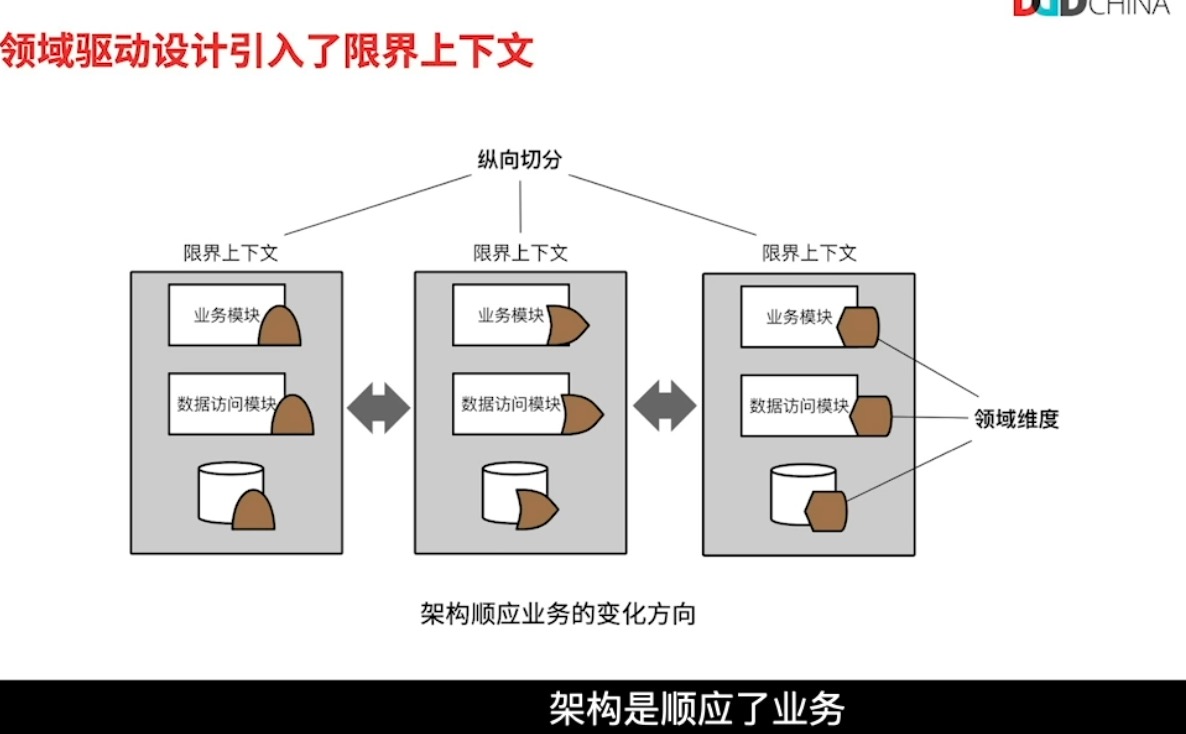 DDDCHINA
领域驱动设计引入了限界上下文
纵向切分
限界上下文
限界上下文
限界上下文
业务模块
业务模块
业务模块
数据访问模块
数据访问模块
数据访问模块
领域维度
架构顺应业务的变化方向
架构是顺应了业务